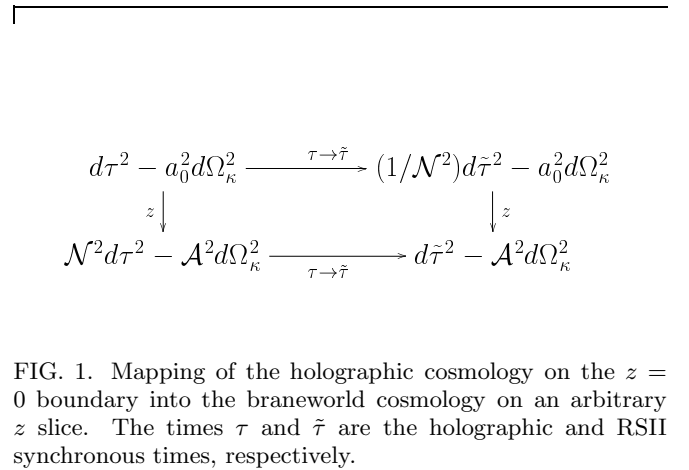 dτ² − a₀²dΩ²_κ τ→τ̃ (1/𝒩²)dτ̃² − a₀²dΩ²_κ
z z
𝒩²dτ² − 𝒜²dΩ²_κ τ→τ̃ dτ̃² − 𝒜²dΩ²_κ
FIG. 1. Mapping of the holographic cosmology on the z =
0 boundary into the braneworld cosmology on an arbitrary
z slice. The times τ and τ̃ are the holographic and RSII
synchronous times, respectively.